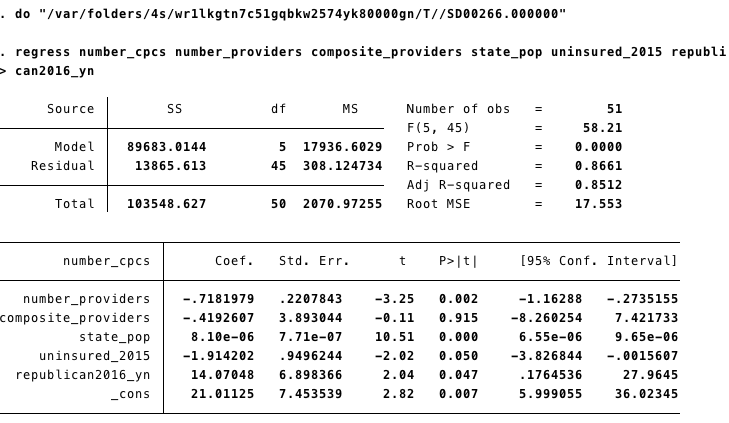 . do "/var/folders/4s/wr1lkgtn7c51gqbkw2574yk80000gn/T//SD00266.000000"
. regress number_cpcs number_providers composite_providers state_pop uninsured_2015 republi
> can2016_yn
Source SS df MS Number of obs = 51
F(5, 45) = 58.21
Model 89683.0144 5 17936.6029 Prob > F = 0.0000
Residual 13865.613 45 308.124734 R-squared = 0.8661
Adj R-squared = 0.8512
Total 103548.627 50 2070.97255 Root MSE = 17.553
number_cpcs Coef. Std. Err. t P>|t| [95% Conf. Interval]
number_providers -.7181979 .2207843 -3.25 0.002 -1.16288 -.2735155
composite_providers -.4192607 3.893044 -0.11 0.915 -8.260254 7.421733
state_pop 8.10e-06 7.71e-07 10.51 0.000 6.55e-06 9.65e-06
uninsured_2015 -1.914202 .9496244 -2.02 0.050 -3.826844 -.0015607
republican2016_yn 14.07048 6.898366 2.04 0.047 .1764536 27.9645
_cons 21.01125 7.453539 2.82 0.007 5.999055 36.02345